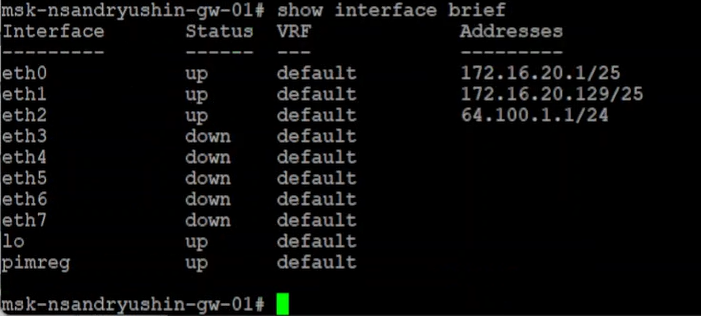 msk-nsandryushin-gw-01# show interface brief
Interface       Status  VRF             Addresses
---------       ------  ---             ---------
eth0            up      default         172.16.20.1/25
eth1            up      default         172.16.20.129/25
eth2            up      default         64.100.1.1/24
eth3            down    default
eth4            down    default
eth5            down    default
eth6            down    default
eth7            down    default
lo              up      default
pimreg          up      default
msk-nsandryushin-gw-01#